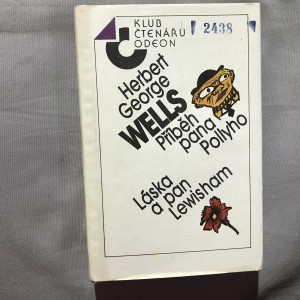 KLUB
ČTENÁŘŮ
ODEON
2438
Herbert
George
WELLS
Příběh
pana
Pollyho
Láska
a pan
Lewisham